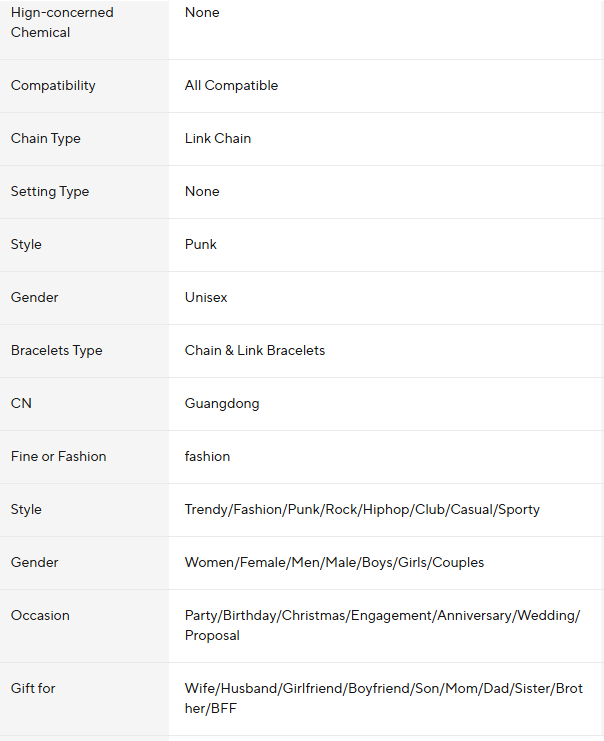 Hign-concerned None
Chemical
Compatibility All Compatible
Chain Type Link Chain
Setting Type None
Style Punk
Gender Unisex
Bracelets Type Chain & Link Bracelets
CN Guangdong
Fine or Fashion fashion
Style Trendy/Fashion/Punk/Rock/Hiphop/Club/Casual/Sporty
Gender Women/Female/Men/Male/Boys/Girls/Couples
Occasion Party/Birthday/Christmas/Engagement/Anniversary/Wedding/
Proposal
Gift for Wife/Husband/Girlfriend/Boyfriend/Son/Mom/Dad/Sister/Brot
her/BFF